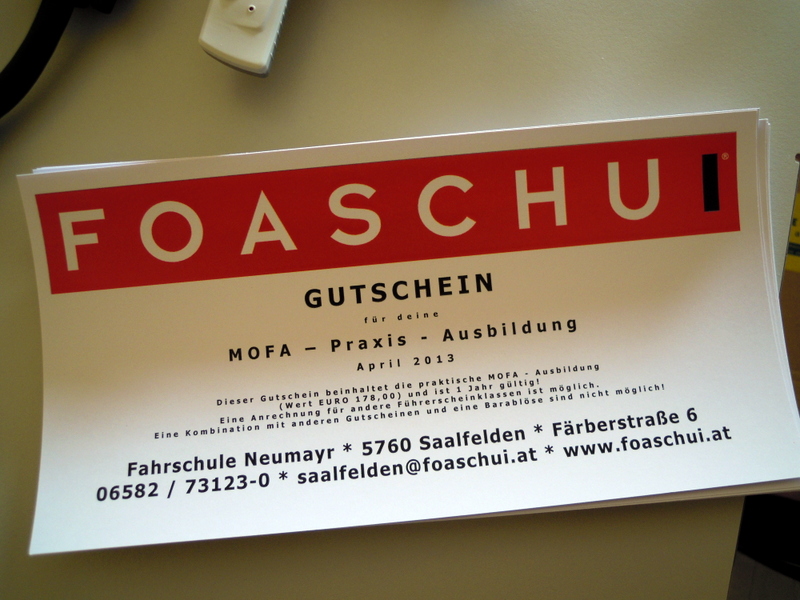 FOASCHUI®
GUTSCHEIN
für deine
MOFA – Praxis - Ausbildung
April 2013
Dieser Gutschein beinhaltet die praktische MOFA - Ausbildung
(Wert EURO 178,00) und ist 1 Jahr gültig!
Eine Anrechnung für andere Führerscheinklassen ist möglich.
Eine Kombination mit anderen Gutscheinen und eine Barablöse sind nicht möglich!
Fahrschule Neumayr * 5760 Saalfelden * Färberstraße 6
06582 / 73123-0 * saalfelden@foaschui.at * www.foaschui.at